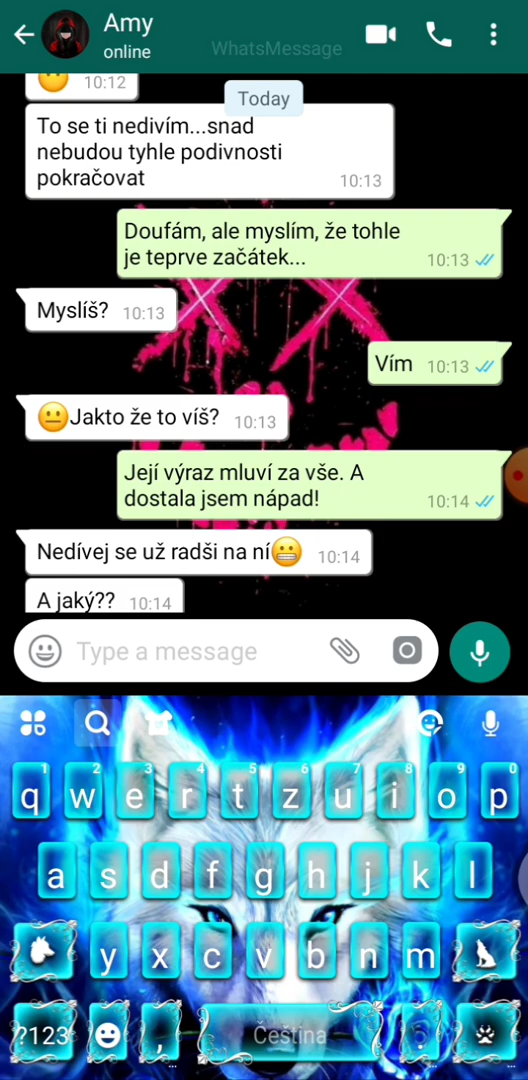 Amy
online
WhatsMessage
10:12
Today
To se ti nedivím...snad
nebudou tyhle podivnosti
pokračovat
10:13
Doufám, ale myslím, že tohle
je teprve začátek...
10:13
Myslíš?
10:13
Vím
10:13
😐Jakto že to víš?
10:13
Její výraz mluví za vše. A
dostala jsem nápad!
10:14
Nedívej se už radši na ní😬
10:14
A jaký??
10:14
Type a message
1 2 3 4 5 6 7 8 9 0
q w e r t z u i o p
a s d f g h j k l
y x c v b n m
?123 , Čeština .